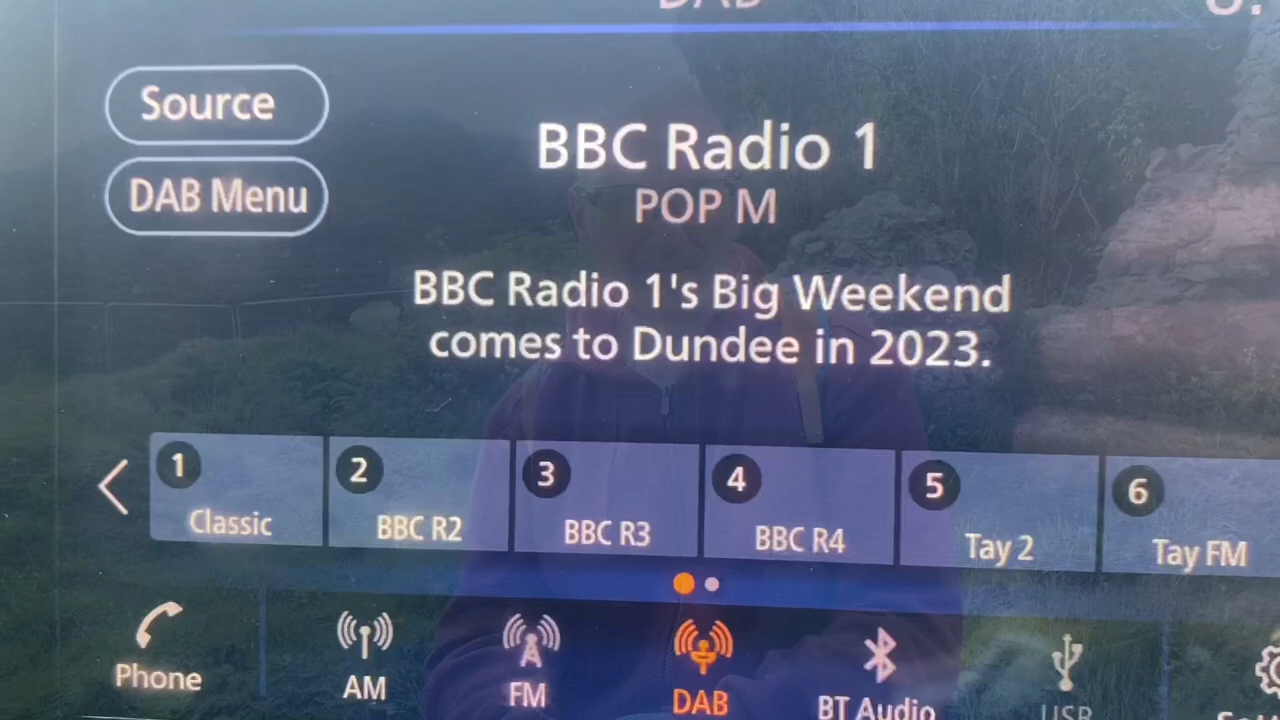 DAB
Source
DAB Menu
BBC Radio 1
POP M
BBC Radio 1's Big Weekend
comes to Dundee in 2023.
1
Classic
2
BBC R2
3
BBC R3
4
BBC R4
5
Tay 2
6
Tay FM
Phone
AM
FM
DAB
BT Audio
USB